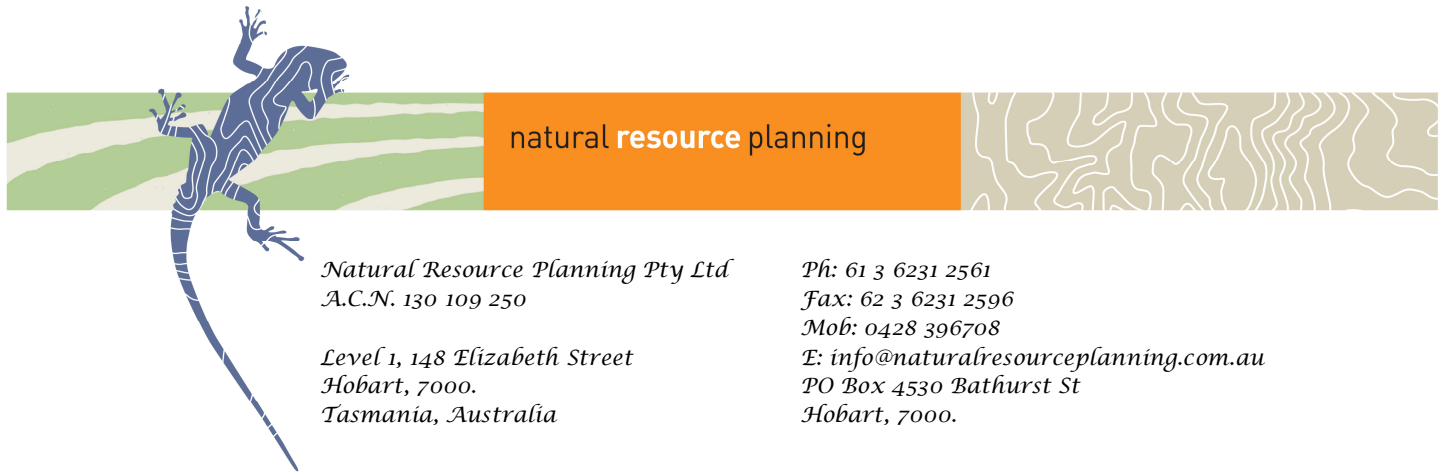 natural resource planning
Natural Resource Planning Pty Ltd
A.C.N. 130 109 250
Level 1, 148 Elizabeth Street
Hobart, 7000.
Tasmania, Australia
Ph: 61 3 6231 2561
Fax: 62 3 6231 2596
Mob: 0428 396708
E: info@naturalresourceplanning.com.au
PO Box 4530 Bathurst St
Hobart, 7000.